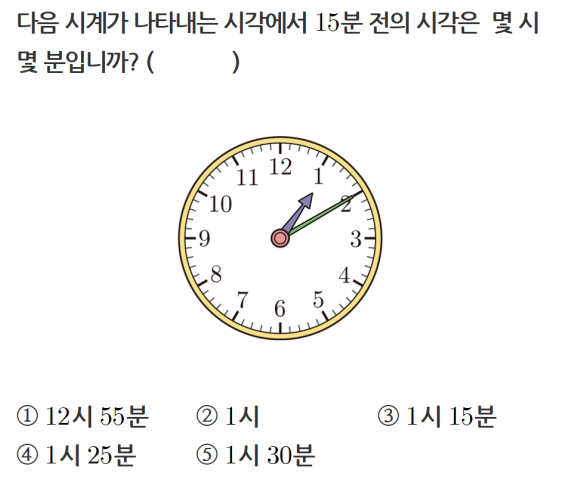 다음 시계가 나타내는 시각에서 15분 전의 시각은 몇 시
몇 분입니까? ( )
12
11 1
10 2
9 3
8 4
7 5
6
① 12시 55분 ② 1시 ③ 1시 15분
④ 1시 25분 ⑤ 1시 30분